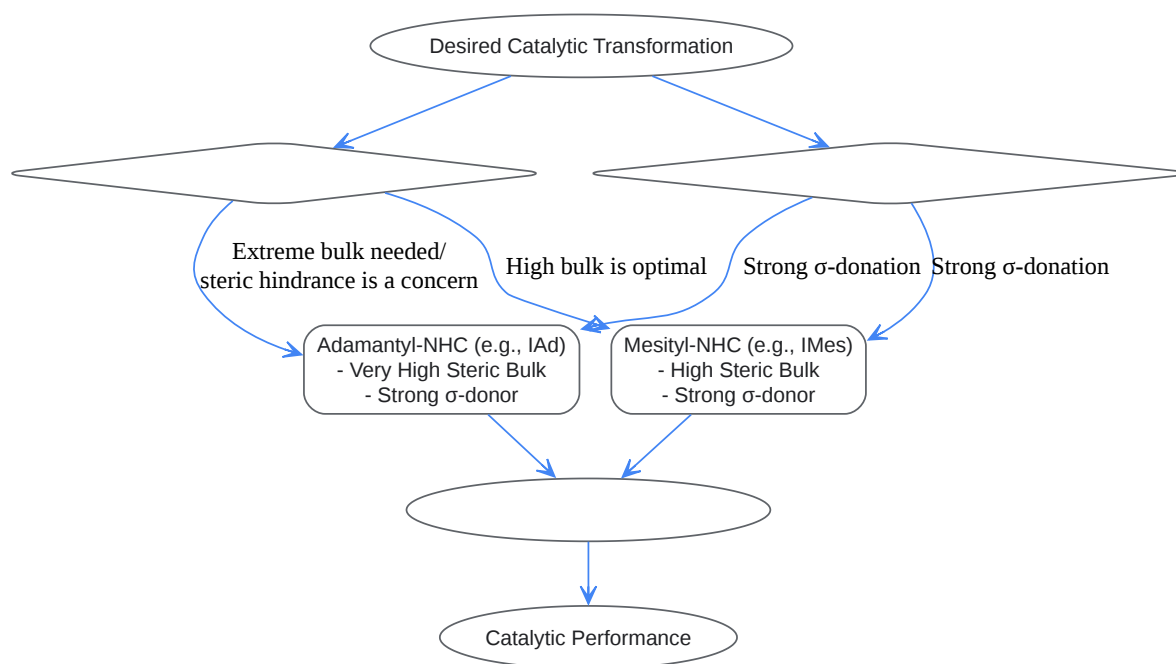 Desired Catalytic Transformation
Extreme bulk needed/
steric hindrance is a concern
High bulk is optimal
Strong σ-donation
Strong σ-donation
Adamantyl-NHC (e.g., IAd)
- Very High Steric Bulk
- Strong σ-donor
Mesityl-NHC (e.g., IMes)
- High Steric Bulk
- Strong σ-donor
Catalytic Performance